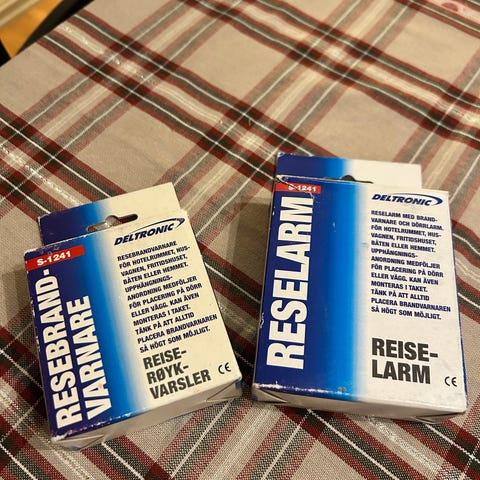 S-1241
RESEBRAND-
VARNARE
DELTRONIC
RESEBRANDVARNARE
FÖR HOTELRUMMET, HUS-
VAGNEN, FRITIDSHUSET,
BÅTEN ELLER HEMMET.
UPPHÄNGNINGS-
ANORDNING MEDFÖLJER
FÖR PLACERING PÅ DÖRR
ELLER VÄGG. KAN ÄVEN
MONTERAS I TAKET.
TÄNK PÅ ATT ALLTID
PLACERA BRANDVARNAREN
SÅ HÖGT SOM MÖJLIGT.
REISE-
RØYK-
VARSLER
CE
S-1241
RESELARM
DELTRONIC
RESELARM MED BRAND-
VARNARE OCH DÖRRLARM.
FÖR HOTELRUMMET, HUS-
VAGNEN, FRITIDSHUSET,
BÅTEN ELLER HEMMET.
UPPHÄNGNINGS-
ANORDNING MEDFÖLJER
FÖR PLACERING PÅ DÖRR
ELLER VÄGG. KAN ÄVEN
MONTERAS I TAKET.
TÄNK PÅ ATT ALLTID
PLACERA BRANDVARNAREN
SÅ HÖGT SOM MÖJLIGT.
REISE-
LARM
CE